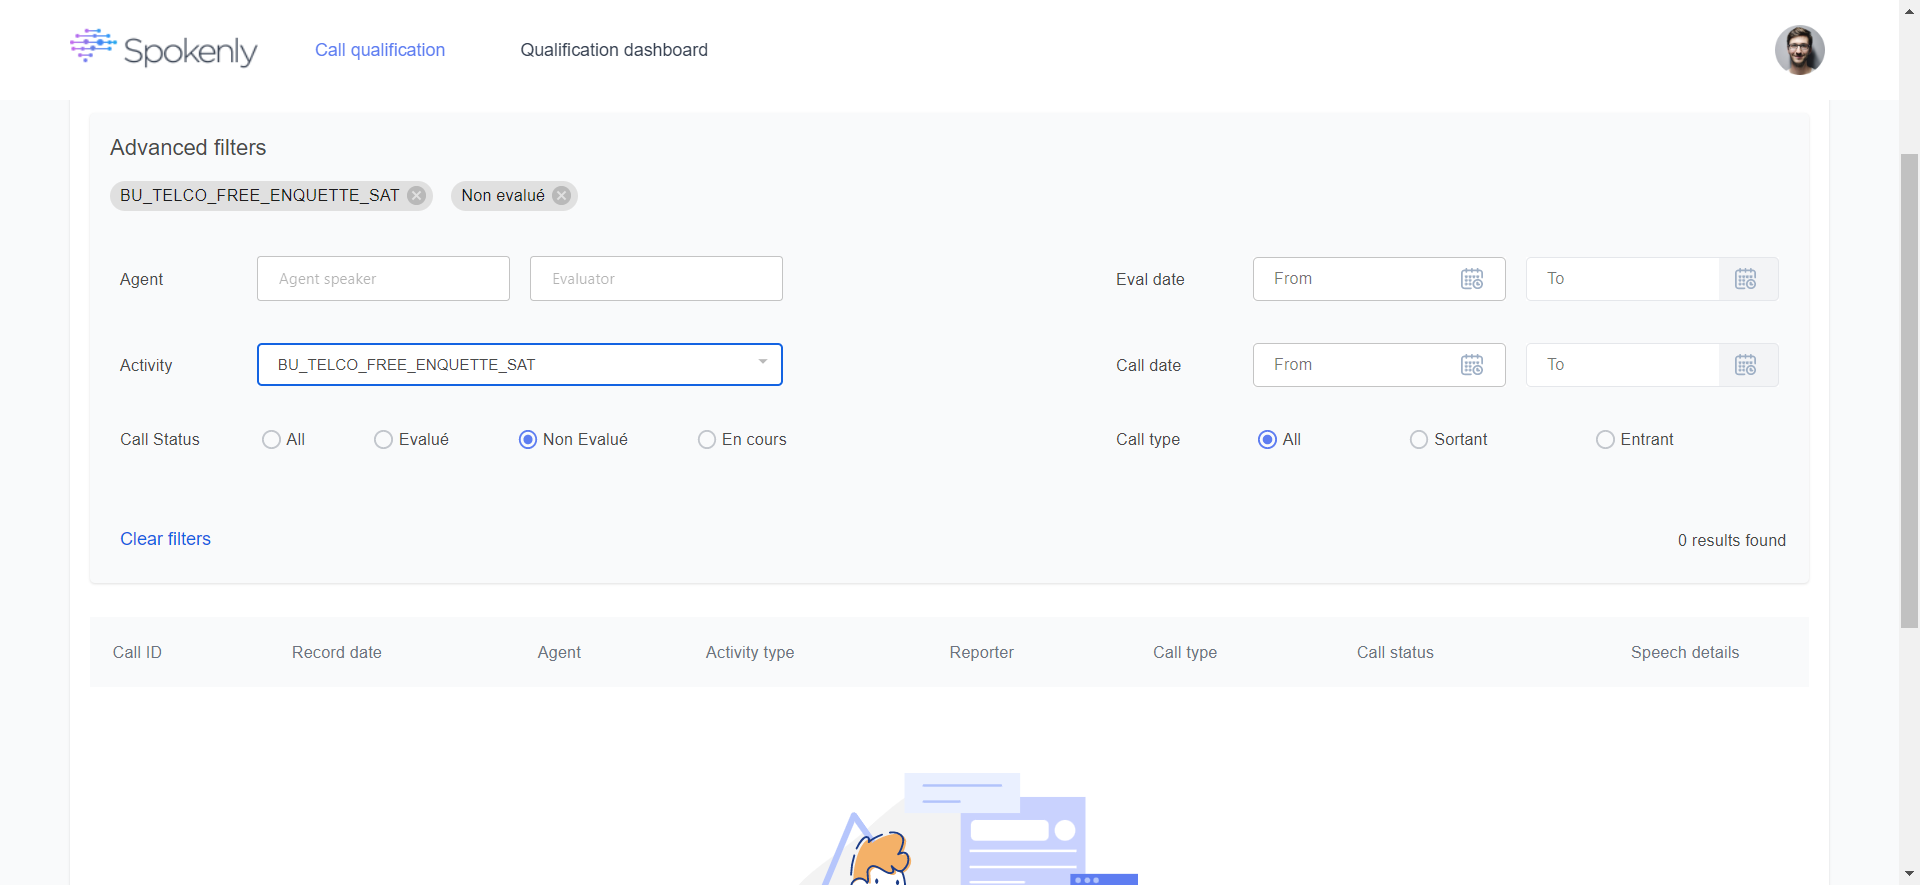 Spokenly Call qualification Qualification dashboard
Advanced filters
BU_TELCO_FREE_ENQUETTE_SAT Non evalué
Agent Agent speaker Evaluator Eval date From To
Activity BU_TELCO_FREE_ENQUETTE_SAT Call date From To
Call Status All Evalué Non Evalué En cours Call type All Sortant Entrant
Clear filters 0 results found
Call ID Record date Agent Activity type Reporter Call type Call status Speech details